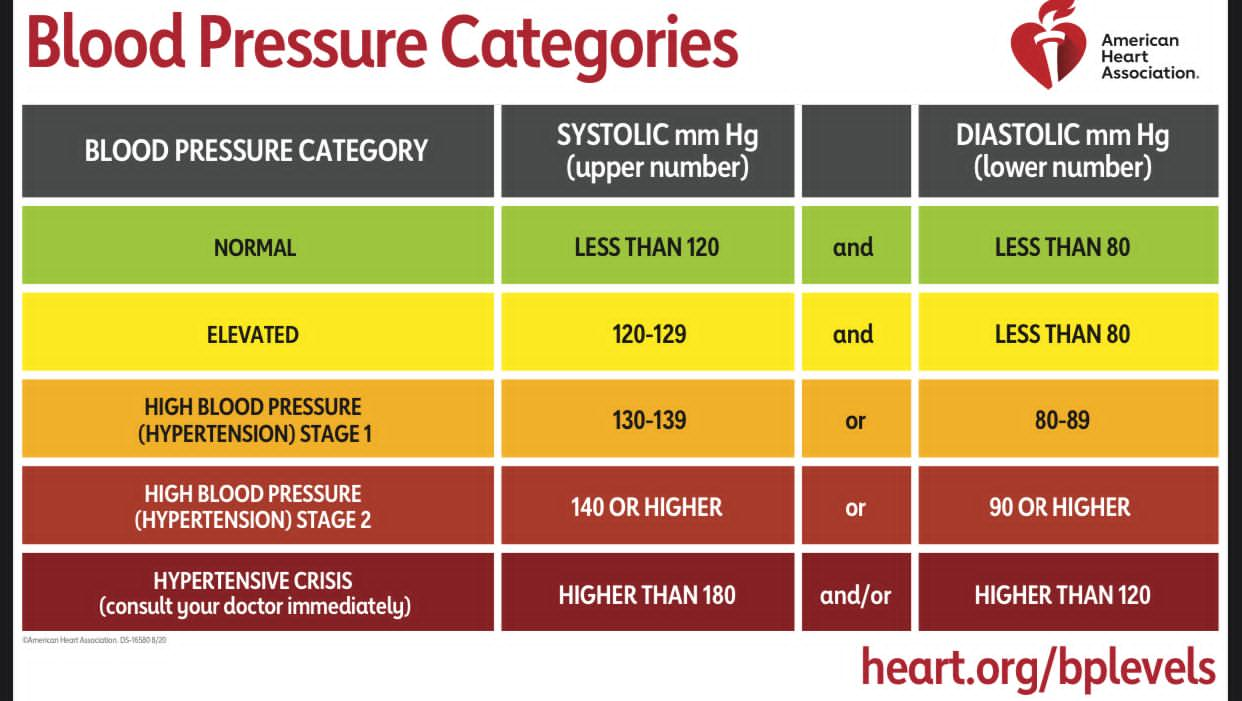 Blood Pressure Categories
American
Heart
Association.
BLOOD PRESSURE CATEGORY
SYSTOLIC mm Hg
(upper number)
DIASTOLIC mm Hg
(lower number)
NORMAL
LESS THAN 120
and
LESS THAN 80
ELEVATED
120-129
and
LESS THAN 80
HIGH BLOOD PRESSURE
(HYPERTENSION) STAGE 1
130-139
or
80-89
HIGH BLOOD PRESSURE
(HYPERTENSION) STAGE 2
140 OR HIGHER
or
90 OR HIGHER
HYPERTENSIVE CRISIS
(consult your doctor immediately)
HIGHER THAN 180
and/or
HIGHER THAN 120
©American Heart Association. DS-16580 8/20
heart.org/bplevels